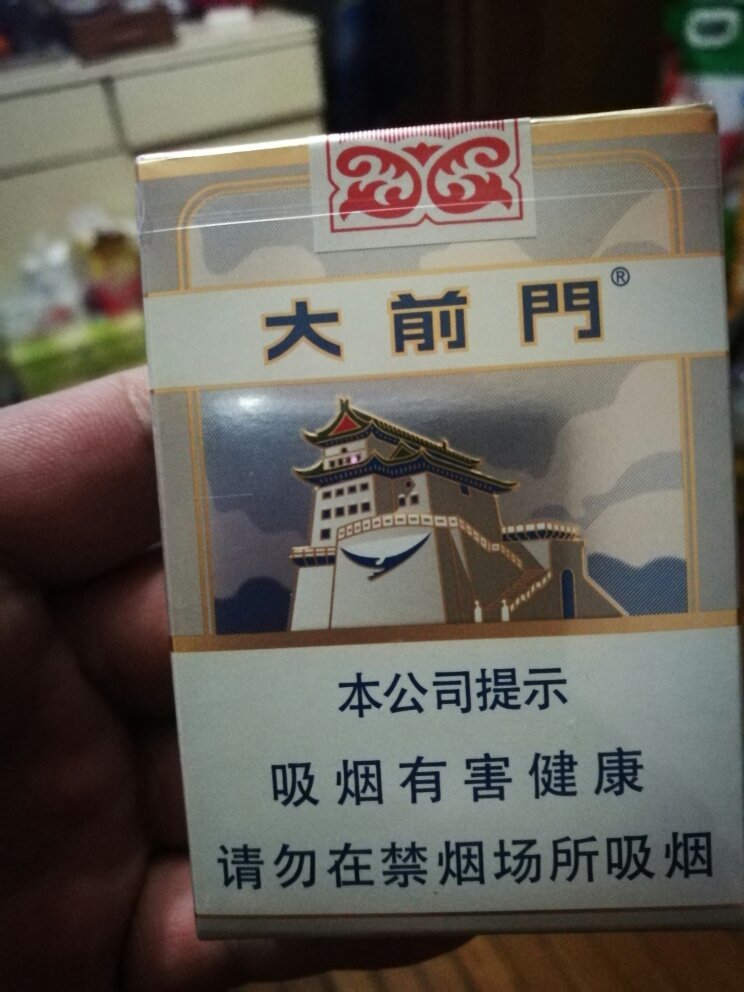 大前門®
本公司提示
吸烟有害健康
请勿在禁烟场所吸烟